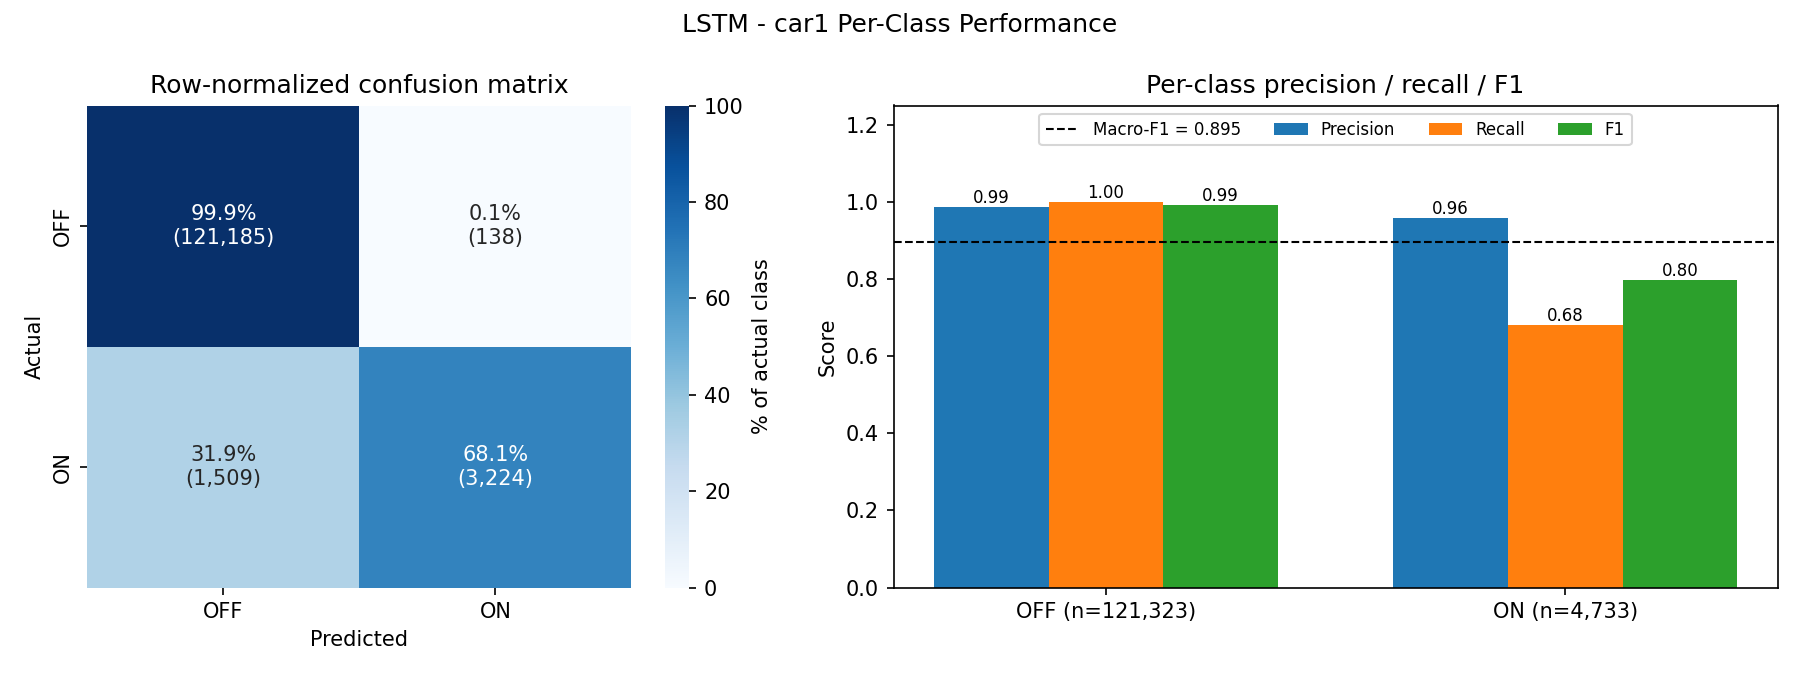 LSTM - car1 Per-Class Performance
Row-normalized confusion matrix
Actual
OFF
ON
99.9%
(121,185)
0.1%
(138)
31.9%
(1,509)
68.1%
(3,224)
OFF
ON
Predicted
100
80
60
40
20
0
% of actual class
Per-class precision / recall / F1
Macro-F1 = 0.895
Precision
Recall
F1
Score
1.2
1.0
0.8
0.6
0.4
0.2
0.0
0.99
1.00
0.99
0.96
0.68
0.80
OFF (n=121,323)
ON (n=4,733)